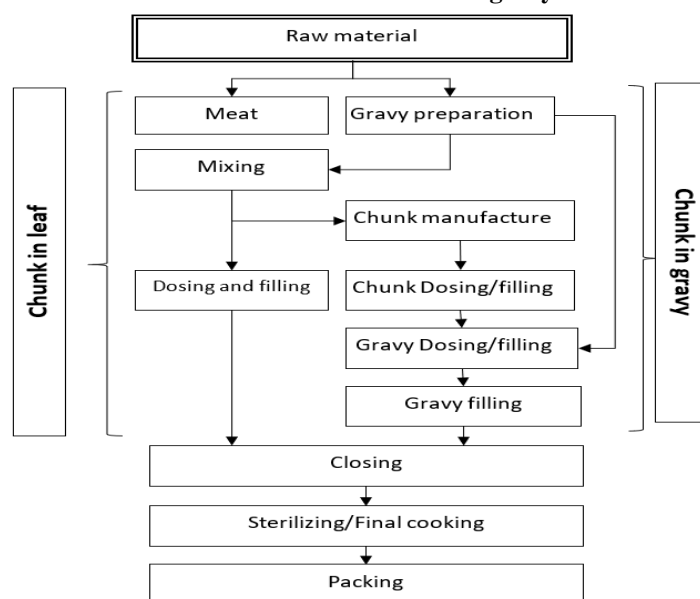 Raw material
Meat
Gravy preparation
Mixing
Chunk manufacture
Dosing and filling
Chunk Dosing/filling
Gravy Dosing/filling
Gravy filling
Closing
Sterilizing/Final cooking
Packing
Chunk in leaf
Chunk in gravy